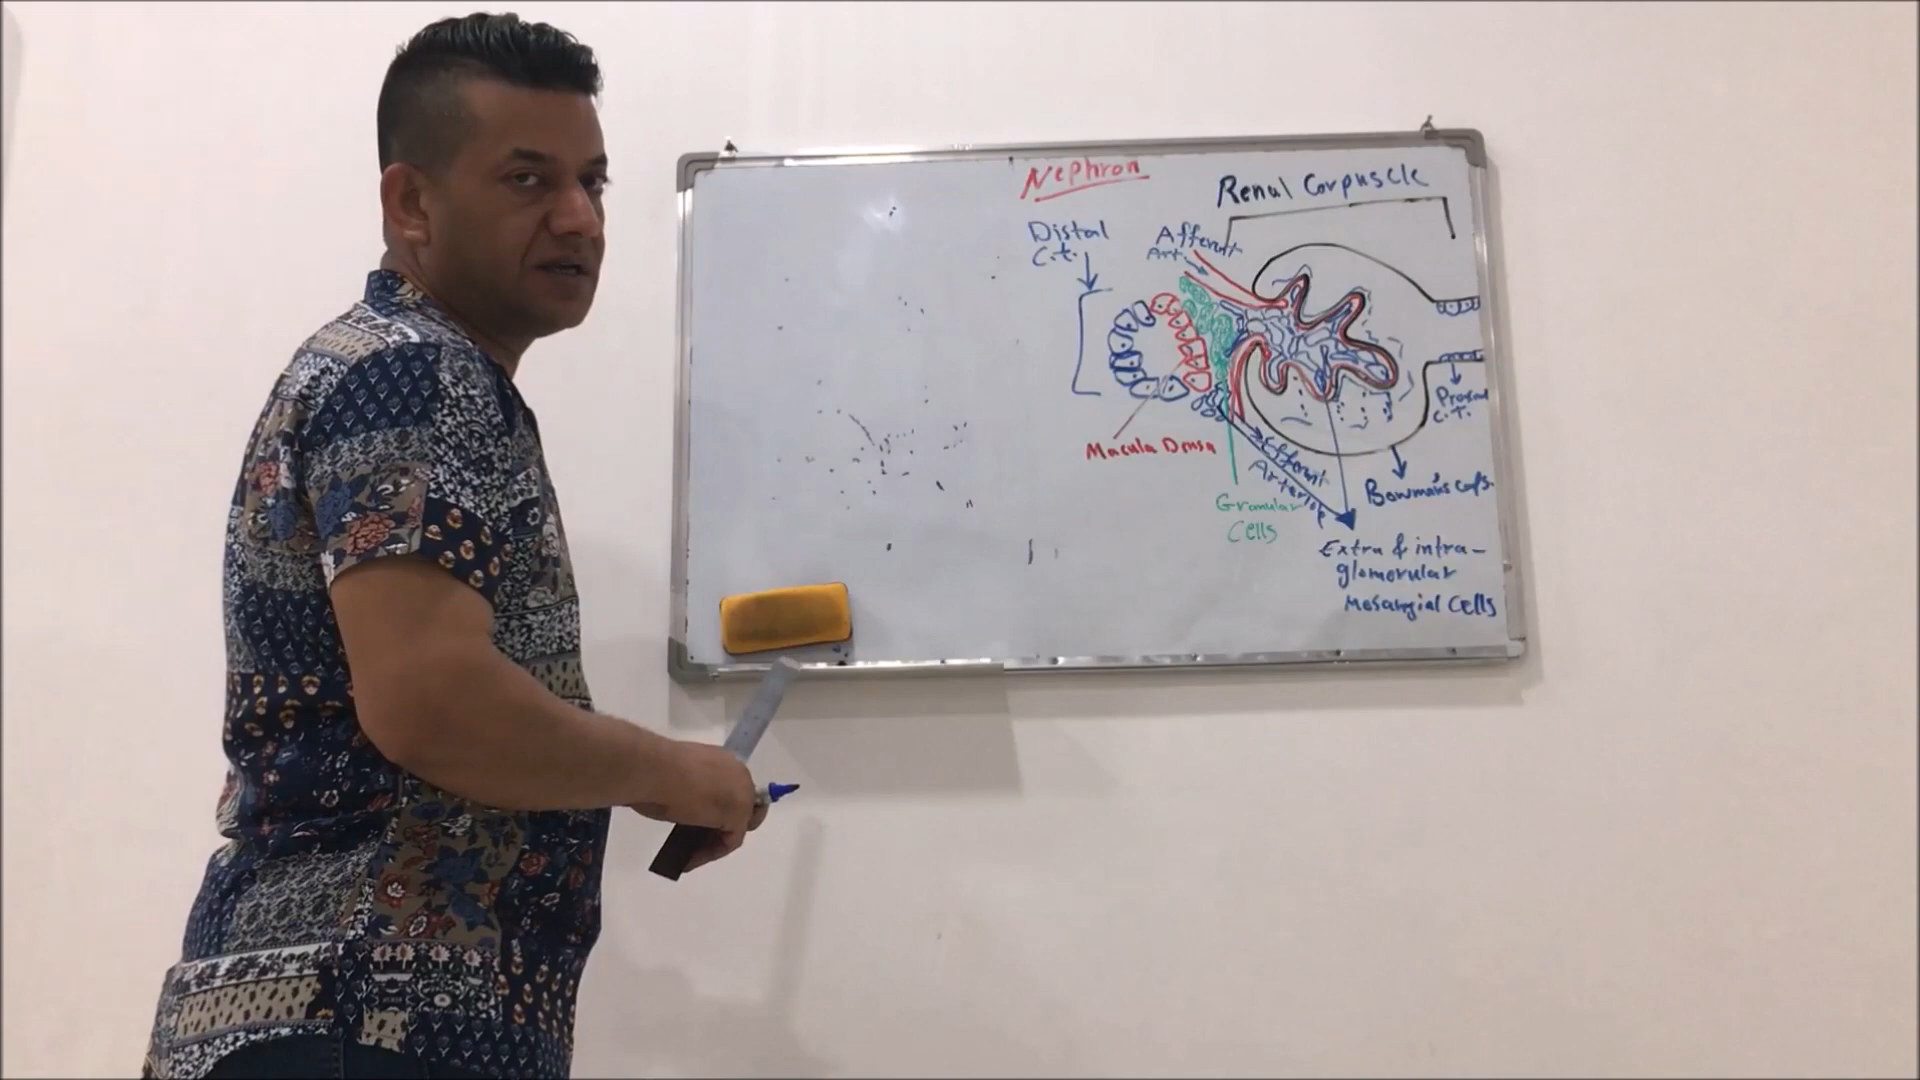 Nephron
Renal Corpuscle
Distal
C.t.
Afferent
Art.
Macula Densa
Efferent
Arteriole
Granular
Cells
Proximal
C.T.
Bowman's caps.
Extra & intra-
glomerular
Mesangial Cells